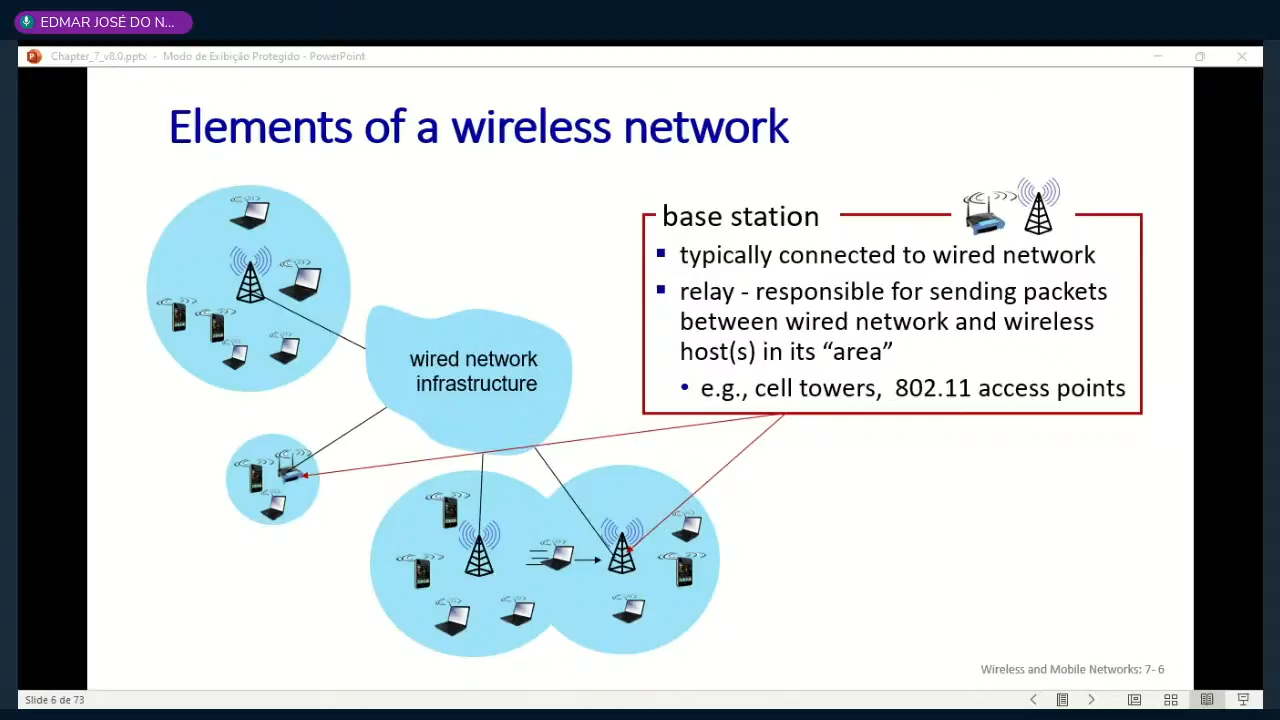 EDMAR JOSÉ DO N...
Chapter_7_v8.0.pptx - Modo de Exibição Protegido - PowerPoint
Elements of a wireless network
base station
typically connected to wired network
relay - responsible for sending packets
between wired network and wireless
host(s) in its “area”
e.g., cell towers, 802.11 access points
wired network
infrastructure
Wireless and Mobile Networks: 7- 6
Slide 6 de 73